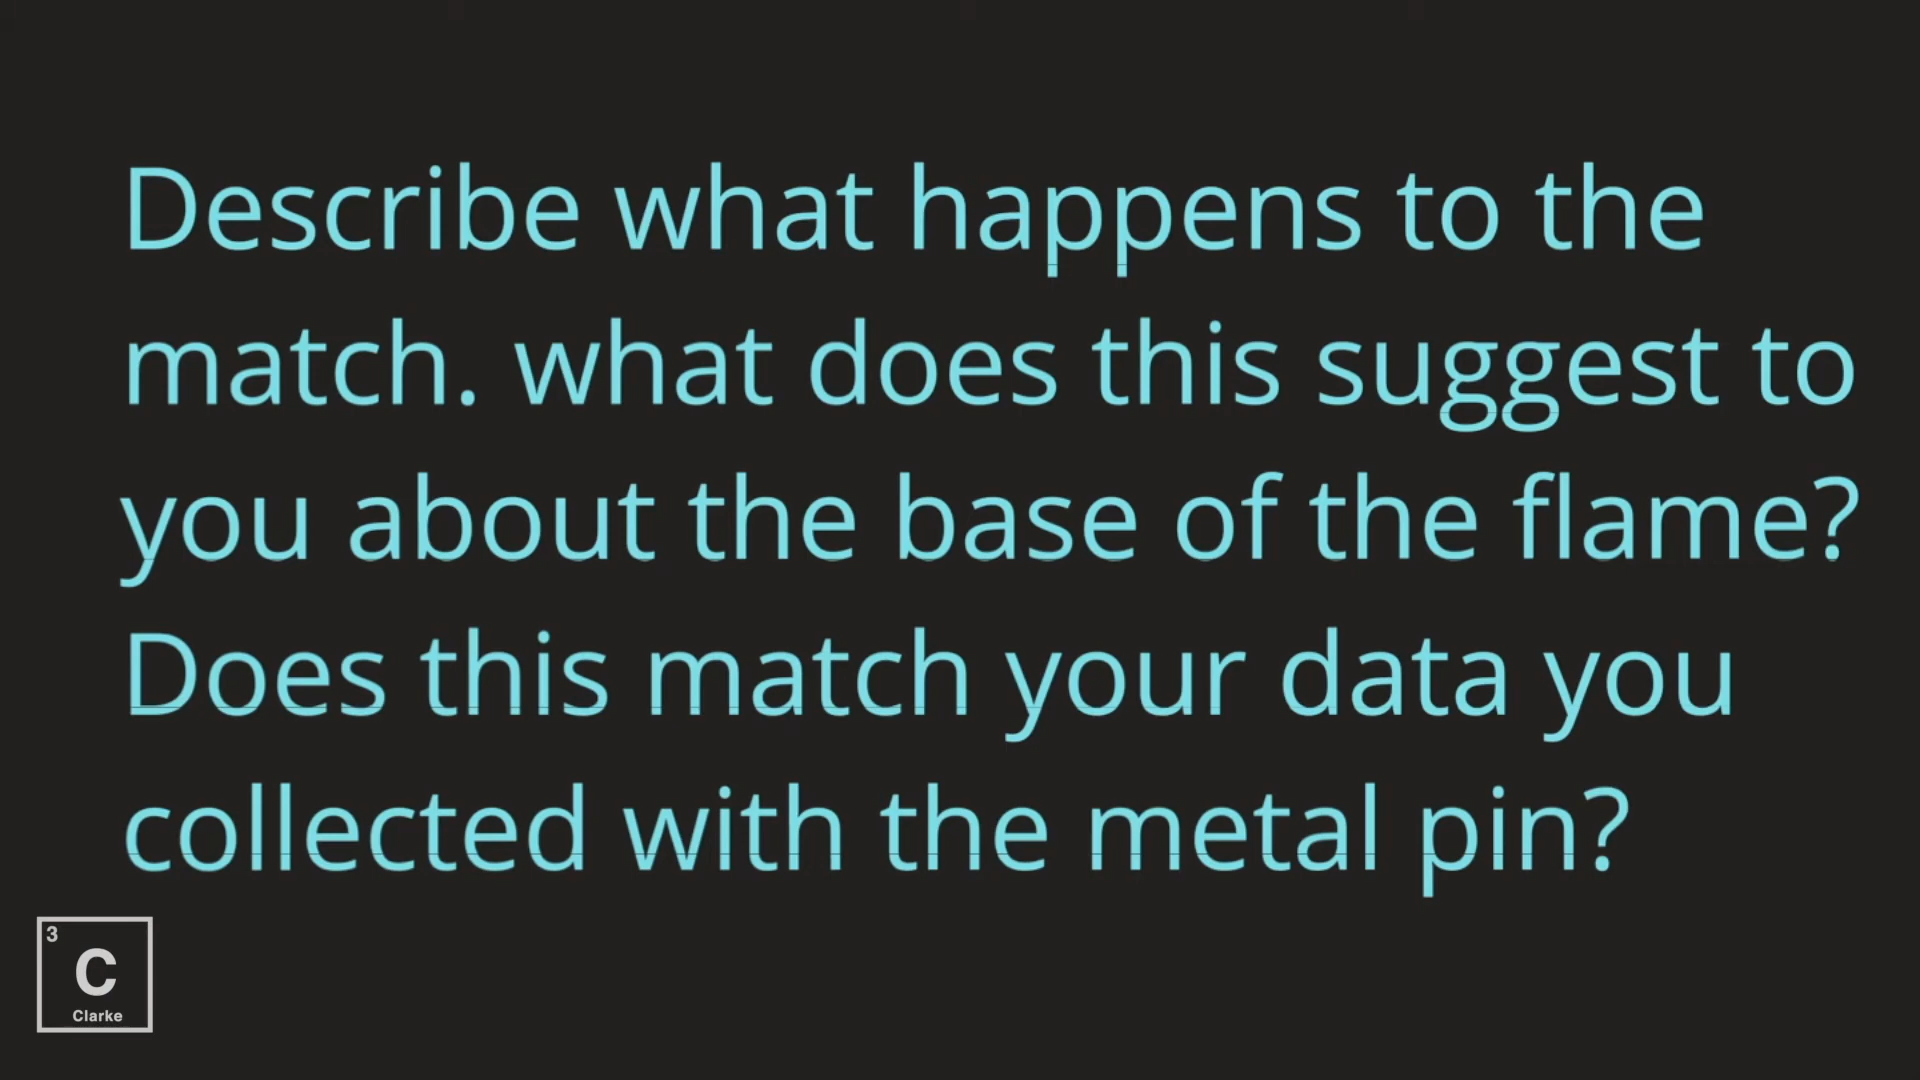 Describe what happens to the
match. what does this suggest to
you about the base of the flame?
Does this match your data you
collected with the metal pin?
3
C
Clarke